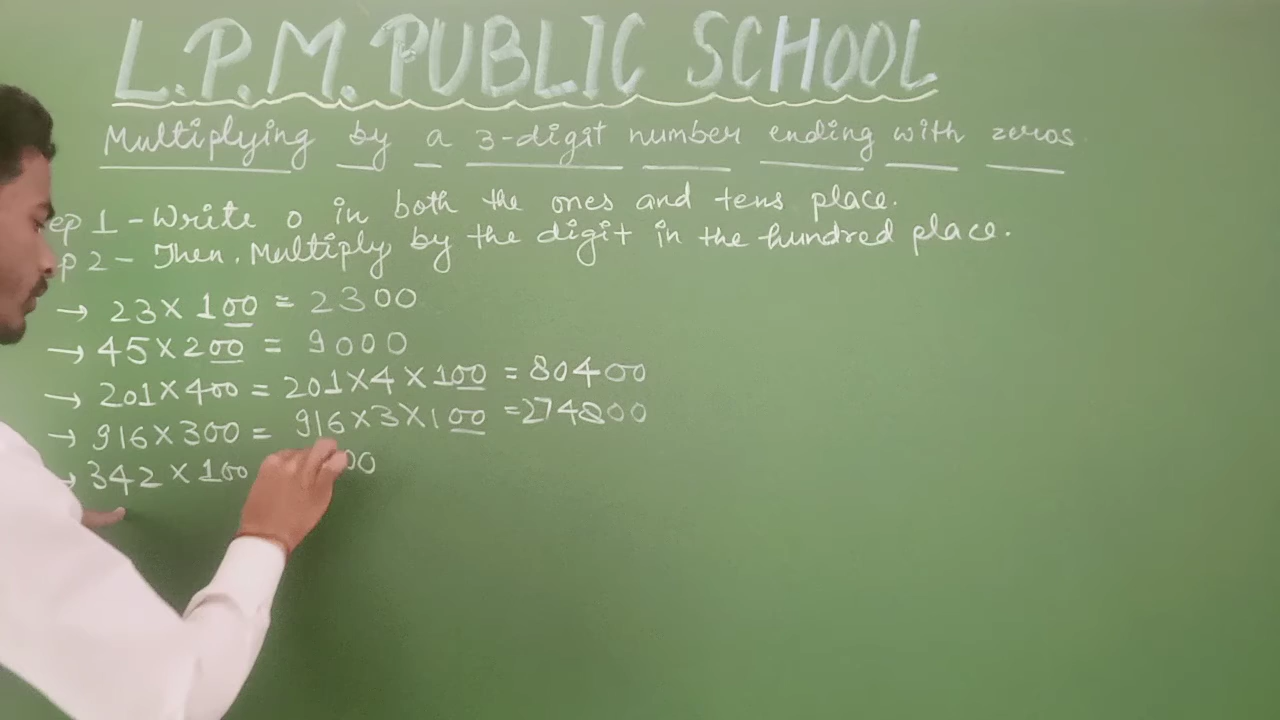 L.P.M. PUBLIC SCHOOL
Multiplying by a 3-digit number ending with zeros
ep 1 - Write 0 in both the ones and tens place.
p 2 - Then, Multiply by the digit in the hundred place.
→ 23 × 100 = 2300
→ 45 × 200 = 9000
→ 201 × 400 = 201 × 4 × 100 = 80400
→ 916 × 300 = 916 × 3 × 100 = 274800
→ 342 × 100 00